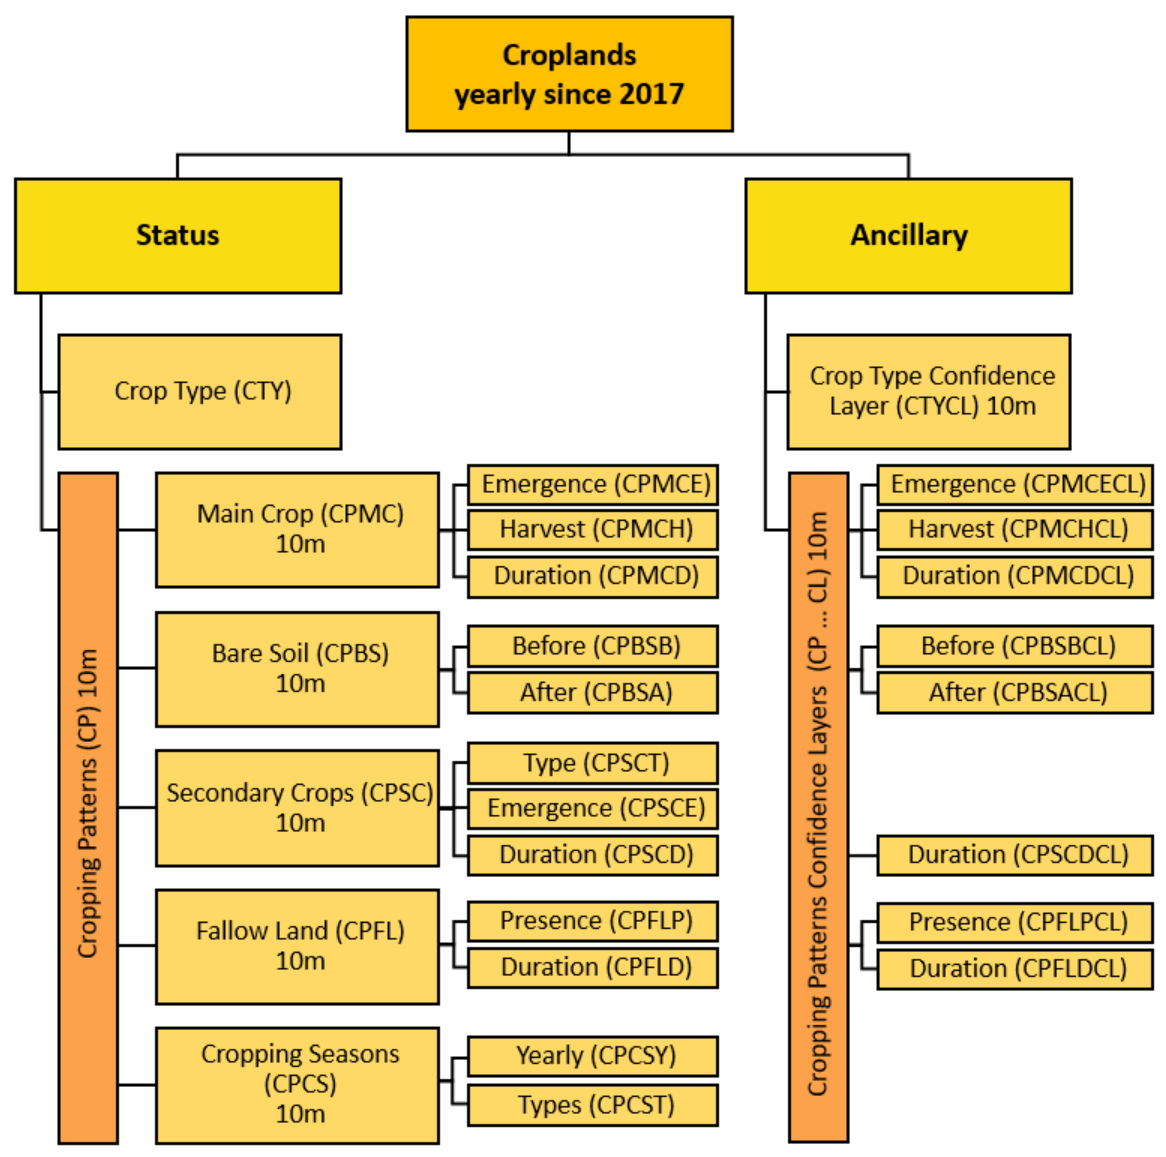 Croplands
yearly since 2017
Status
Ancillary
Crop Type (CTY)
Crop Type Confidence
Layer (CTYCL) 10m
Cropping Patterns (CP) 10m
Main Crop (CPMC)
10m
Emergence (CPMCE)
Harvest (CPMCH)
Duration (CPMCD)
Bare Soil (CPBS)
10m
Before (CPBSB)
After (CPBSA)
Secondary Crops (CPSC)
10m
Type (CPSCT)
Emergence (CPSCE)
Duration (CPSCD)
Fallow Land (CPFL)
10m
Presence (CPFLP)
Duration (CPFLD)
Cropping Seasons
(CPCS)
10m
Yearly (CPCSY)
Types (CPCST)
Cropping Patterns Confidence Layers (CP ... CL) 10m
Emergence (CPMCECL)
Harvest (CPMCHCL)
Duration (CPMCDCL)
Before (CPBSBCL)
After (CPBSACL)
Duration (CPSCDCL)
Presence (CPFLPCL)
Duration (CPFLDCL)